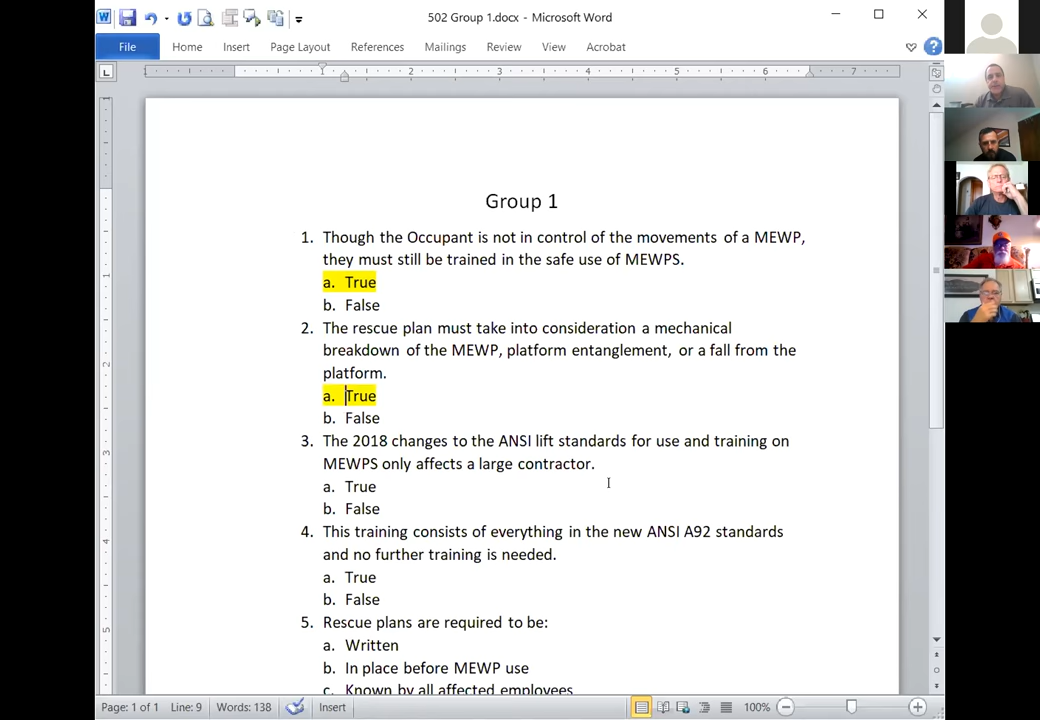 502 Group 1.docx - Microsoft Word
File Home Insert Page Layout References Mailings Review View Acrobat
1 2 3 4 5 6 7
Group 1
1. Though the Occupant is not in control of the movements of a MEWP,
they must still be trained in the safe use of MEWPS.
a. True
b. False
2. The rescue plan must take into consideration a mechanical
breakdown of the MEWP, platform entanglement, or a fall from the
platform.
a. True
b. False
3. The 2018 changes to the ANSI lift standards for use and training on
MEWPS only affects a large contractor.
a. True
b. False
4. This training consists of everything in the new ANSI A92 standards
and no further training is needed.
a. True
b. False
5. Rescue plans are required to be:
a. Written
b. In place before MEWP use
c. Known by all affected employees
Page: 1 of 1 Line: 9 Words: 138 Insert 100%